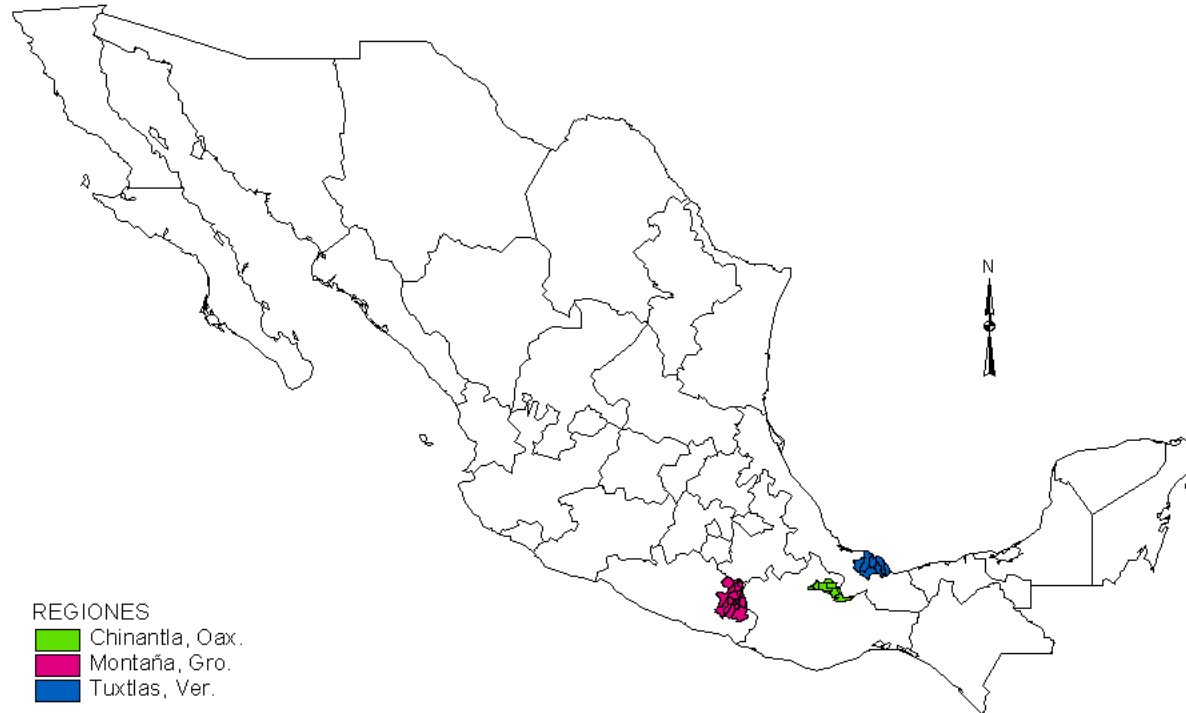 N
REGIONES
Chinantla, Oax.
Montaña, Gro.
Tuxtlas, Ver.